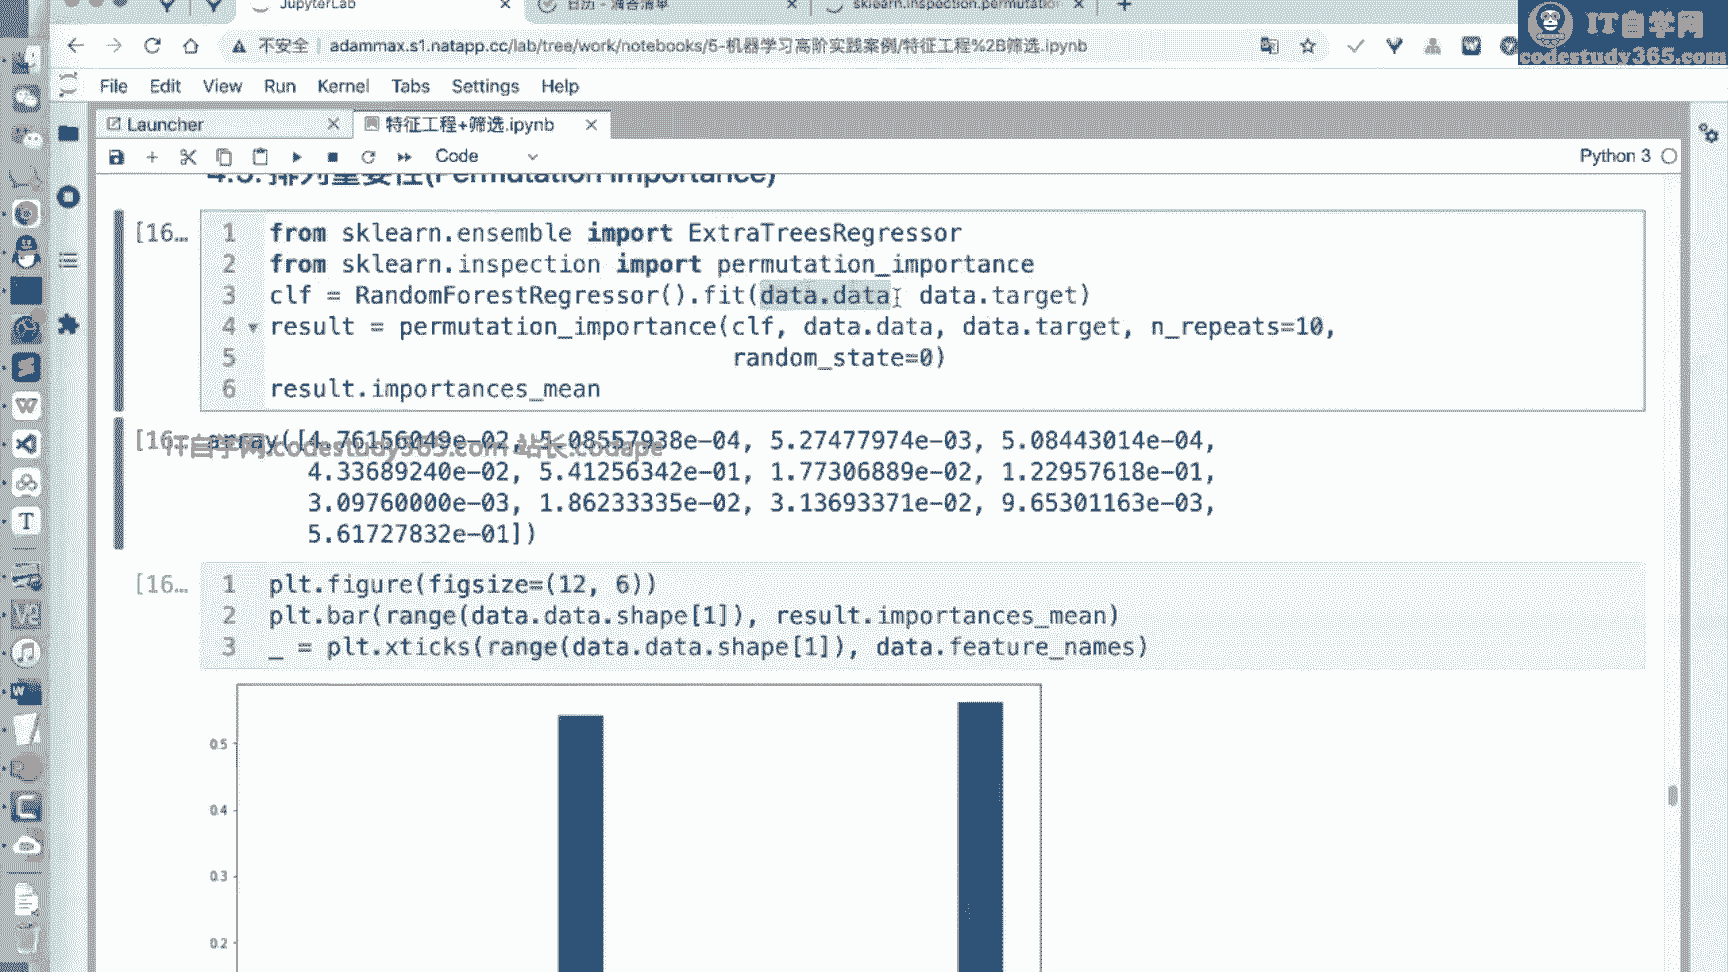 JupyterLab
日历 - 滴答清单
sklearn.inspection.permutation
IT自学网
codestudy365.com
不安全 | adammax.s1.natapp.cc/lab/tree/work/notebooks/5-机器学习高阶实践案例/特征工程%2B筛选.ipynb
File Edit View Run Kernel Tabs Settings Help
Launcher
特征工程+筛选.ipynb
Code
Python 3
4.3. 排列重要性(Permutation Importance)
[16...
1 from sklearn.ensemble import ExtraTreesRegressor
2 from sklearn.inspection import permutation_importance
3 clf = RandomForestRegressor().fit(data.data, data.target)
4 result = permutation_importance(clf, data.data, data.target, n_repeats=10,
5 random_state=0)
6 result.importances_mean
[16...
array([4.76156049e-02, 5.08557938e-04, 5.27477974e-03, 5.08443014e-04,
IT自学网:codestudy365.com 站长:codape
4.33689240e-02, 5.41256342e-01, 1.77306889e-02, 1.22957618e-01,
3.09760000e-03, 1.86233335e-02, 3.13693371e-02, 9.65301163e-03,
5.61727832e-01])
[16...
1 plt.figure(figsize=(12, 6))
2 plt.bar(range(data.data.shape[1]), result.importances_mean)
3 _ = plt.xticks(range(data.data.shape[1]), data.feature_names)
0.5
0.4
0.3
0.2